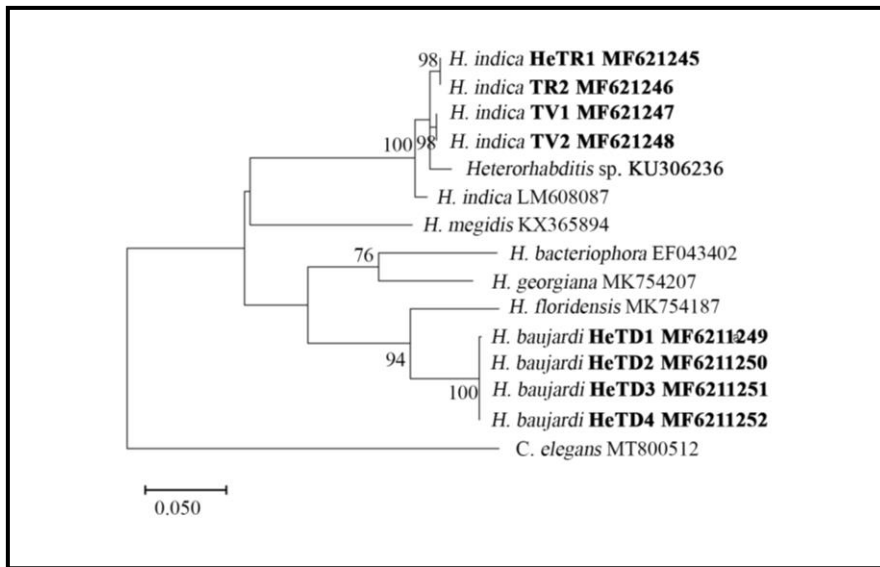 98 H. indica HeTR1 MF621245
H. indica TR2 MF621246
H. indica TV1 MF621247
100 98 H. indica TV2 MF621248
Heterorhabditis sp. KU306236
H. indica LM608087
H. megidis KX365894
76 H. bacteriophora EF043402
H. georgiana MK754207
H. floridensis MK754187
H. baujardi HeTD1 MF6211249
94 H. baujardi HeTD2 MF6211250
100 H. baujardi HeTD3 MF6211251
H. baujardi HeTD4 MF6211252
C. elegans MT800512
0.050